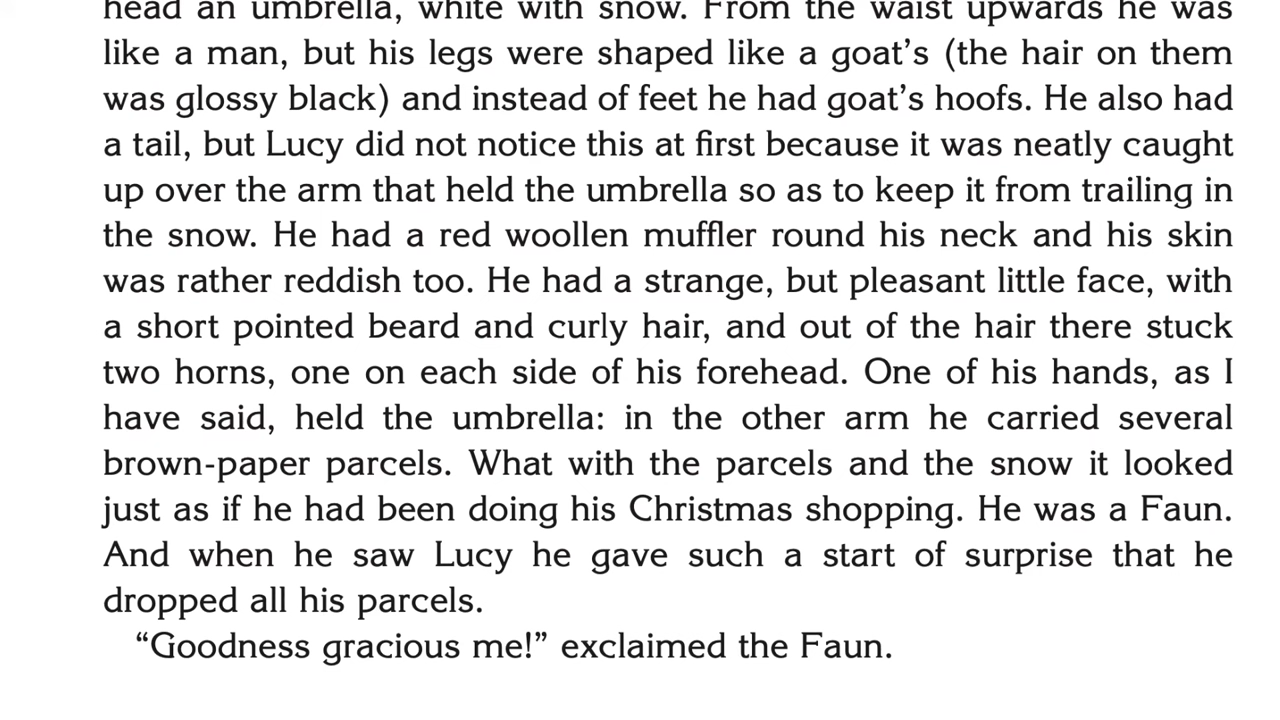 head an umbrella, white with snow. From the waist upwards he was
like a man, but his legs were shaped like a goat’s (the hair on them
was glossy black) and instead of feet he had goat’s hoofs. He also had
a tail, but Lucy did not notice this at first because it was neatly caught
up over the arm that held the umbrella so as to keep it from trailing in
the snow. He had a red woollen muffler round his neck and his skin
was rather reddish too. He had a strange, but pleasant little face, with
a short pointed beard and curly hair, and out of the hair there stuck
two horns, one on each side of his forehead. One of his hands, as I
have said, held the umbrella: in the other arm he carried several
brown-paper parcels. What with the parcels and the snow it looked
just as if he had been doing his Christmas shopping. He was a Faun.
And when he saw Lucy he gave such a start of surprise that he
dropped all his parcels.
“Goodness gracious me!” exclaimed the Faun.